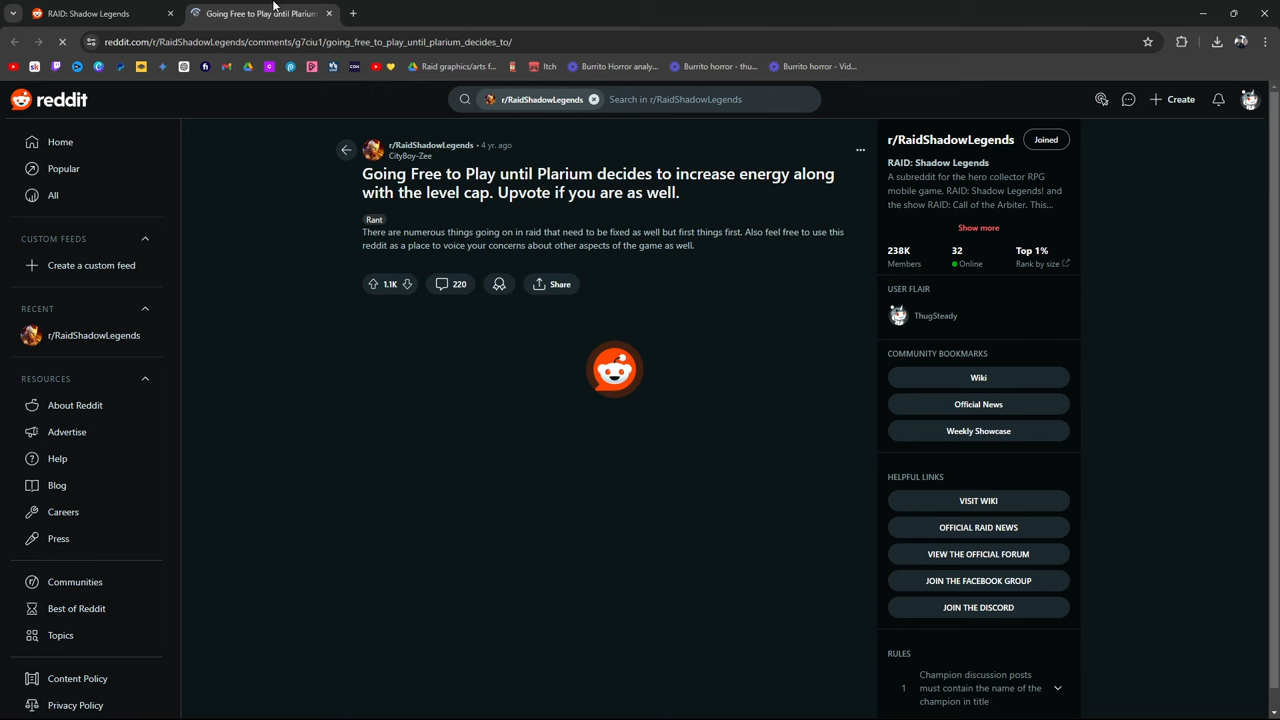 RAID: Shadow Legends
Going Free to Play until Plarium
reddit.com/r/RaidShadowLegends/comments/g7ciu1/going_free_to_play_until_plarium_decides_to/
Raid graphics/arts f...
Itch
Burrito Horror analy...
Burrito horror - thu...
Burrito horror - Vid...
reddit
r/RaidShadowLegends
Search in r/RaidShadowLegends
Create
Home
Popular
All
CUSTOM FEEDS
Create a custom feed
RECENT
r/RaidShadowLegends
RESOURCES
About Reddit
Advertise
Help
Blog
Careers
Press
Communities
Best of Reddit
Topics
Content Policy
Privacy Policy
r/RaidShadowLegends • 4 yr. ago
CityBoy-Zee
Going Free to Play until Plarium decides to increase energy along
with the level cap. Upvote if you are as well.
Rant
There are numerous things going on in raid that need to be fixed as well but first things first. Also feel free to use this
reddit as a place to voice your concerns about other aspects of the game as well.
1.1K
220
Share
r/RaidShadowLegends
Joined
RAID: Shadow Legends
A subreddit for the hero collector RPG
mobile game, RAID: Shadow Legends! and
the show RAID: Call of the Arbiter. This...
Show more
238K 32 Top 1%
Members Online Rank by size
USER FLAIR
ThugSteady
COMMUNITY BOOKMARKS
Wiki
Official News
Weekly Showcase
HELPFUL LINKS
VISIT WIKI
OFFICIAL RAID NEWS
VIEW THE OFFICIAL FORUM
JOIN THE FACEBOOK GROUP
JOIN THE DISCORD
RULES
1 Champion discussion posts
must contain the name of the
champion in title